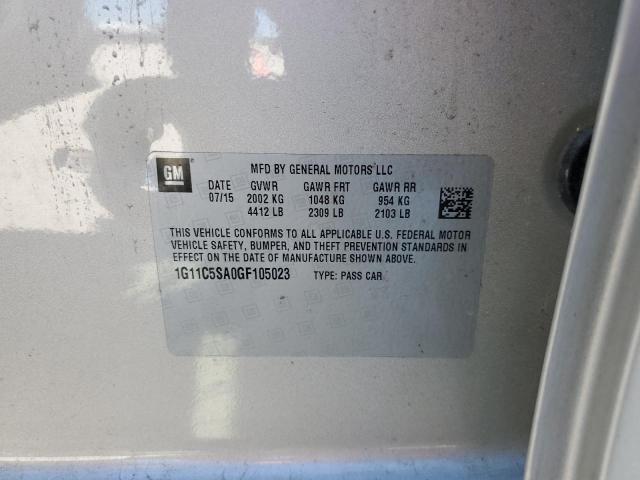 GM
MFD BY GENERAL MOTORS LLC
DATE GVWR GAWR FRT GAWR RR
07/15 2002 KG 1048 KG 954 KG
4412 LB 2309 LB 2103 LB
THIS VEHICLE CONFORMS TO ALL APPLICABLE U.S. FEDERAL MOTOR
VEHICLE SAFETY, BUMPER, AND THEFT PREVENTION STANDARDS IN
EFFECT ON THE DATE OF MANUFACTURE SHOWN ABOVE.
1G11C5SA0GF105023 TYPE: PASS CAR